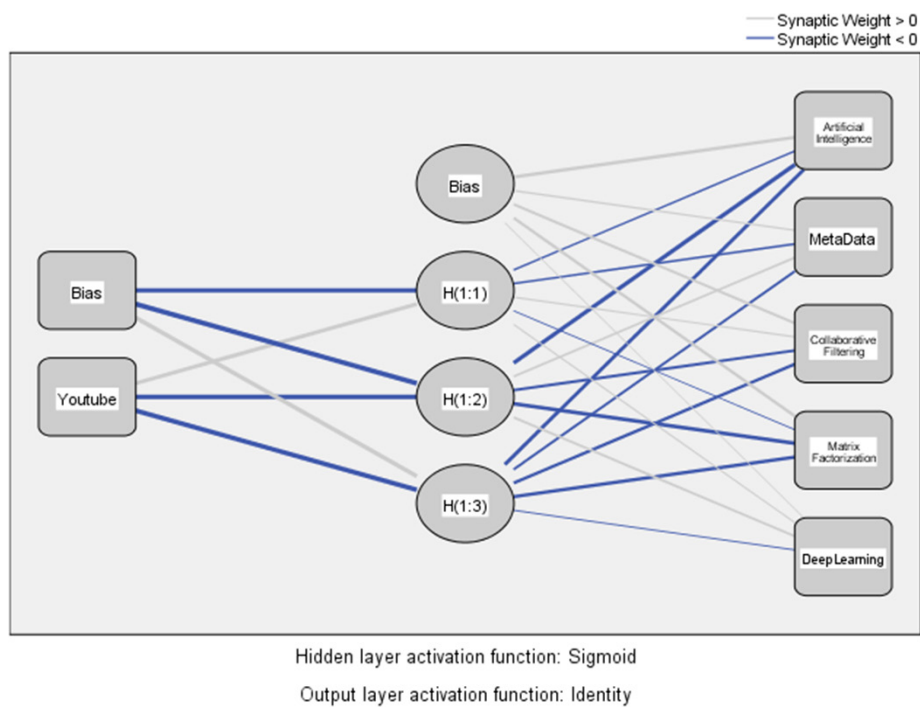 Synaptic Weight > 0
Synaptic Weight < 0
Bias
Youtube
Bias
H(1:1)
H(1:2)
H(1:3)
Artificial
Intelligence
MetaData
Collaborative
Filtering
Matrix
Factorization
DeepLearning
Hidden layer activation function: Sigmoid
Output layer activation function: Identity